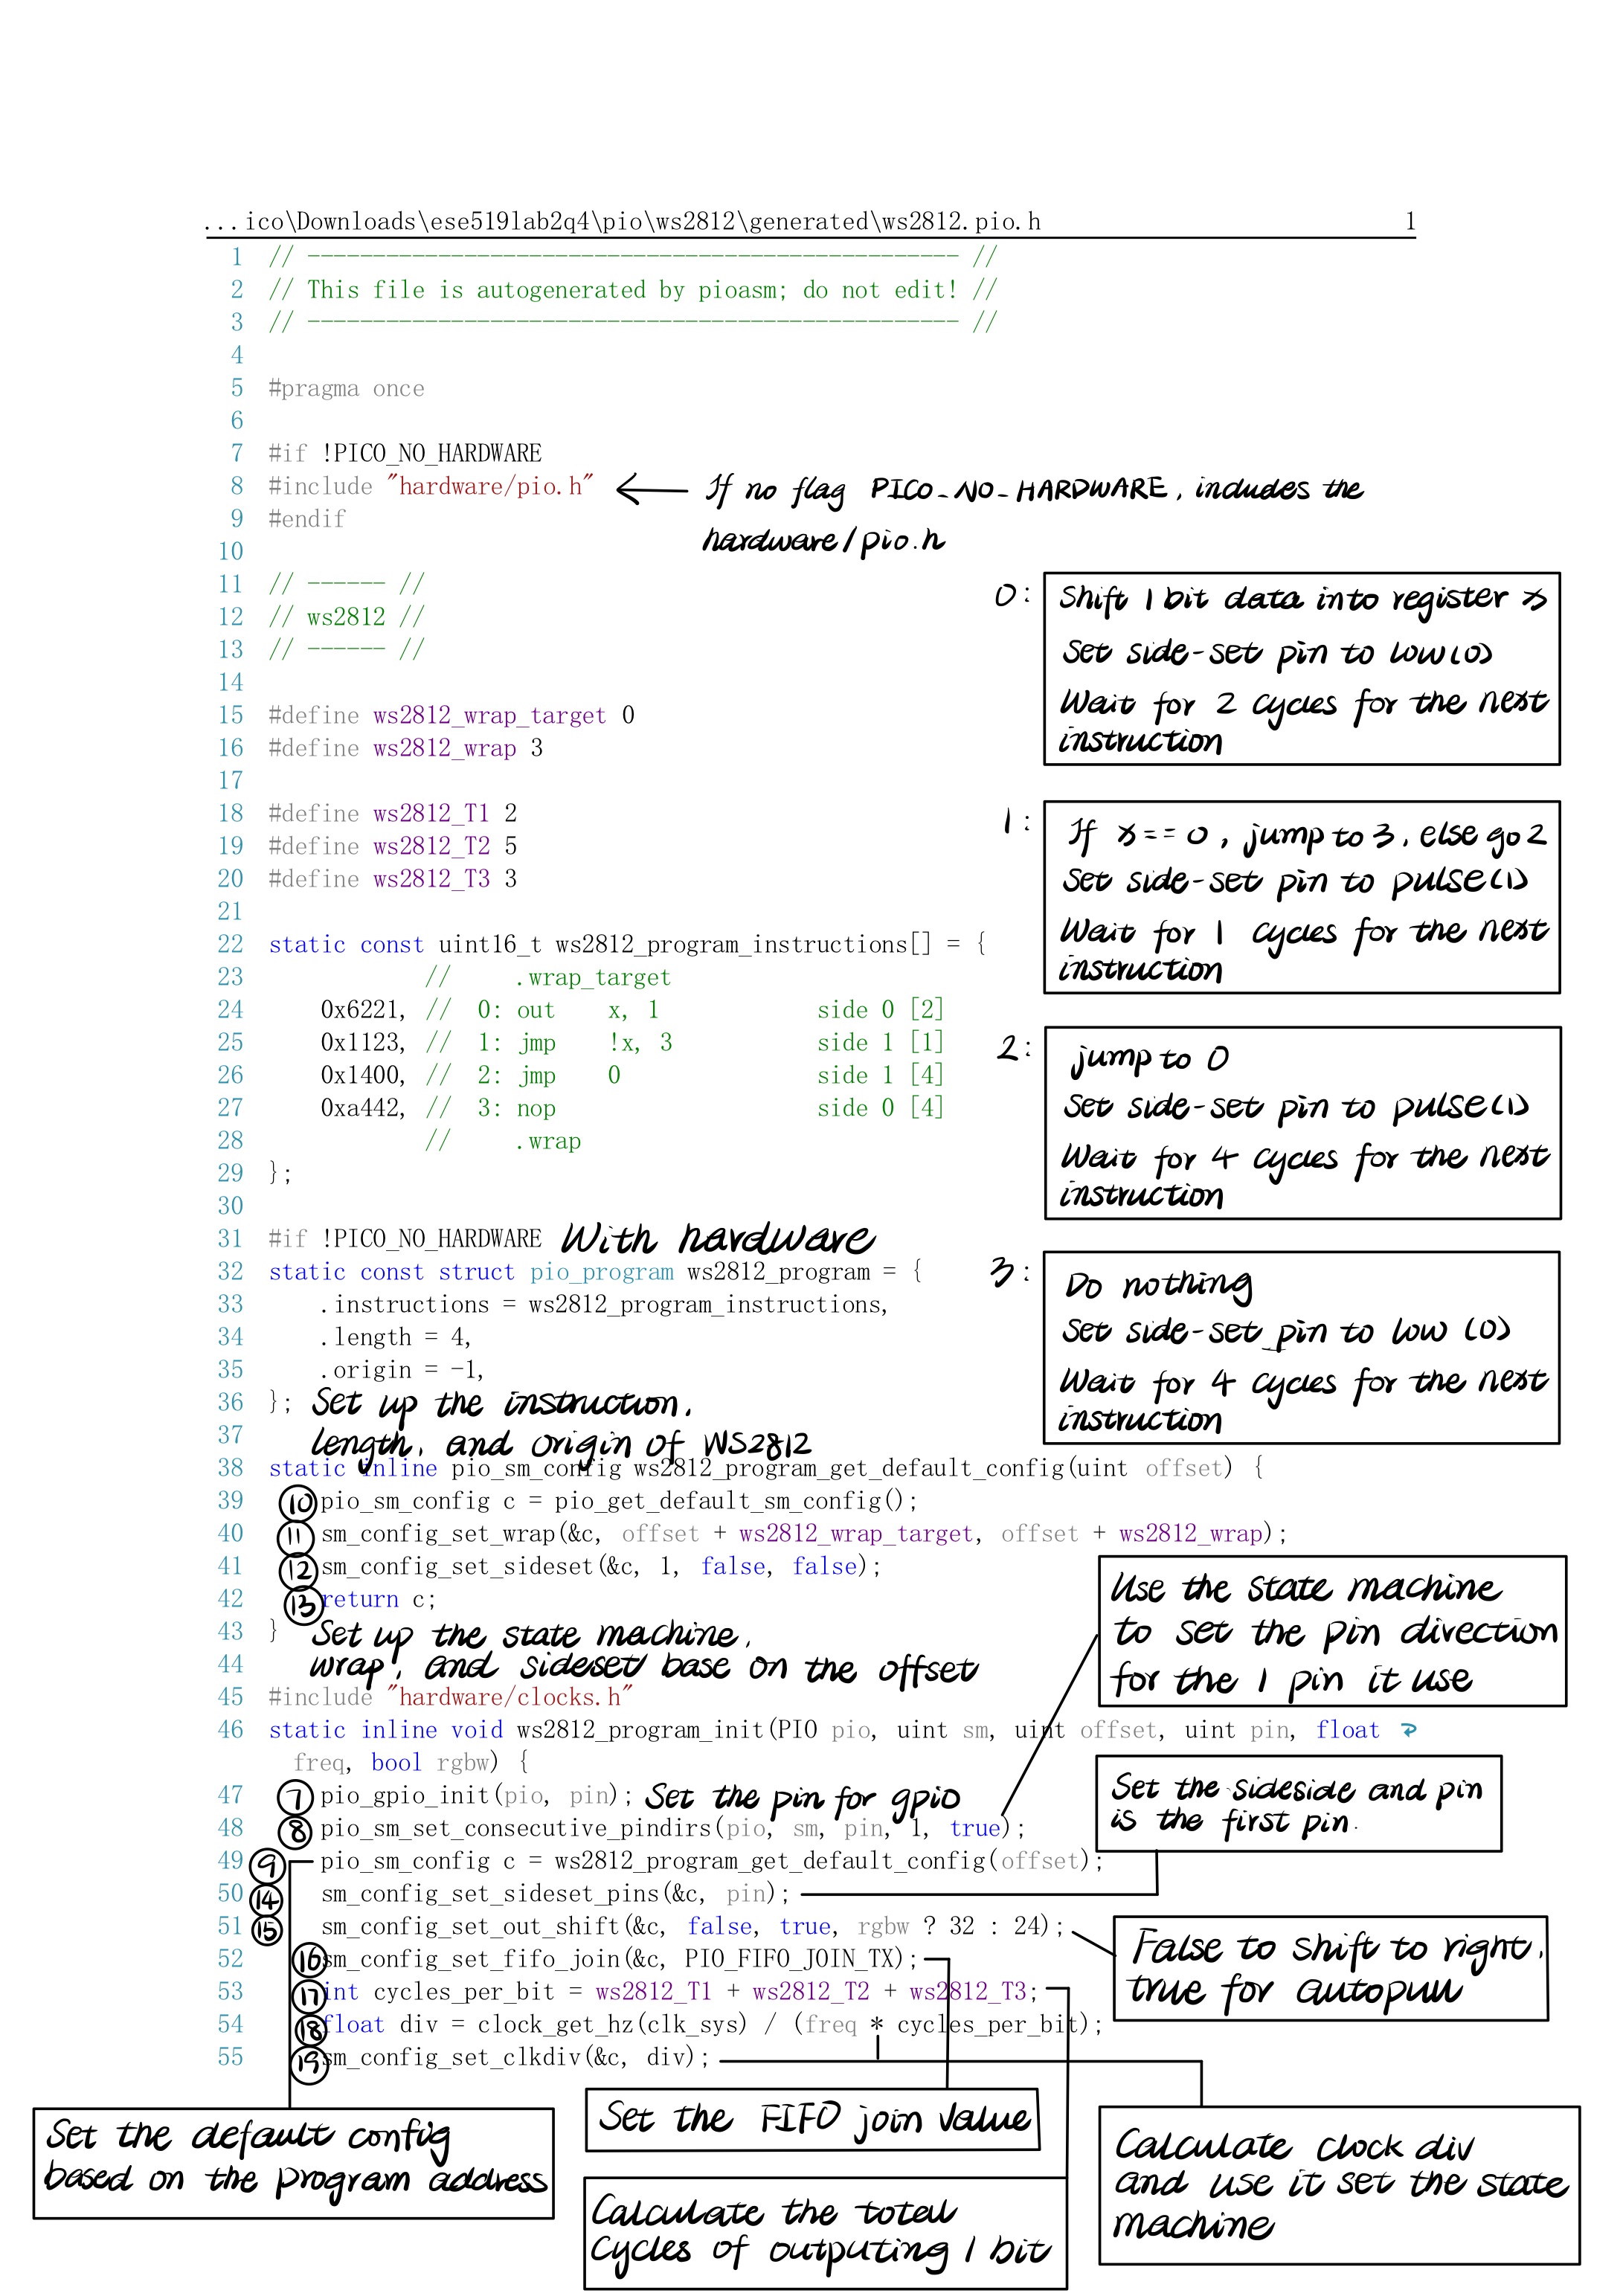 ...ico\Downloads\ese519lab2q4\pio\ws2812\generated\ws2812.pio.h 1
1 // -------------------------------------------------- //
2 // This file is autogenerated by pioasm; do not edit! //
3 // -------------------------------------------------- //
4
5 #pragma once
6
7 #if !PICO_NO_HARDWARE
8 #include "hardware/pio.h" ← If no flag PICO_NO_HARDWARE, includes the
9 #endif
hardware/pio.h
10
11 // ------ //
12 // ws2812 //
13 // ------ //
14
15 #define ws2812_wrap_target 0
16 #define ws2812_wrap 3
17
18 #define ws2812_T1 2
19 #define ws2812_T2 5
20 #define ws2812_T3 3
21
22 static const uint16_t ws2812_program_instructions[] = {
23 //     .wrap_target
24 0x6221, //  0: out    x, 1            side 0 [2]
25 0x1123, //  1: jmp    !x, 3           side 1 [1]
26 0x1400, //  2: jmp    0               side 1 [4]
27 0xa442, //  3: nop                    side 0 [4]
28 //     .wrap
29 };
30
0: Shift 1 bit data into register x
Set side-set pin to low(0)
Wait for 2 cycles for the next
instruction
1: If x==0, jump to 3, else go 2
Set side-set pin to pulse(1)
Wait for 1 cycles for the next
instruction
2: jump to 0
Set side-set pin to pulse(1)
Wait for 4 cycles for the next
instruction
3: Do nothing
Set side-set pin to low (0)
Wait for 4 cycles for the next
instruction
31 #if !PICO_NO_HARDWARE With hardware
32 static const struct pio_program ws2812_program = {
33 .instructions = ws2812_program_instructions,
34 .length = 4,
35 .origin = -1,
36 }; Set up the instruction,
37 length, and origin of WS2812
38 static inline pio_sm_config ws2812_program_get_default_config(uint offset) {
39 ⑩ pio_sm_config c = pio_get_default_sm_config();
40 ⑪ sm_config_set_wrap(&c, offset + ws2812_wrap_target, offset + ws2812_wrap);
41 ⑫ sm_config_set_sideset(&c, 1, false, false);
42 ⑬ return c;
43 } Set up the state machine,
44 wrap, and sideset base on the offset
45 #include "hardware/clocks.h"
Use the state machine
to set the pin direction
for the 1 pin it use
46 static inline void ws2812_program_init(PIO pio, uint sm, uint offset, uint pin, float
freq, bool rgbw) {
47 ⑦ pio_gpio_init(pio, pin); Set the pin for gpio
48 ⑧ pio_sm_set_consecutive_pindirs(pio, sm, pin, 1, true);
Set the sideside and pin
is the first pin.
49 ⑨ pio_sm_config c = ws2812_program_get_default_config(offset);
50 ⑭ sm_config_set_sideset_pins(&c, pin);
51 ⑮ sm_config_set_out_shift(&c, false, true, rgbw ? 32 : 24);
False to shift to right,
true for autopull
52 ⑯ sm_config_set_fifo_join(&c, PIO_FIFO_JOIN_TX);
53 ⑰ int cycles_per_bit = ws2812_T1 + ws2812_T2 + ws2812_T3;
54 ⑱ float div = clock_get_hz(clk_sys) / (freq * cycles_per_bit);
55 ⑲ sm_config_set_clkdiv(&c, div);
Set the default config
based on the program address
Set the FIFO join value
Calculate the total
Cycles of outputing 1 bit
Calculate clock div
and use it set the state
machine